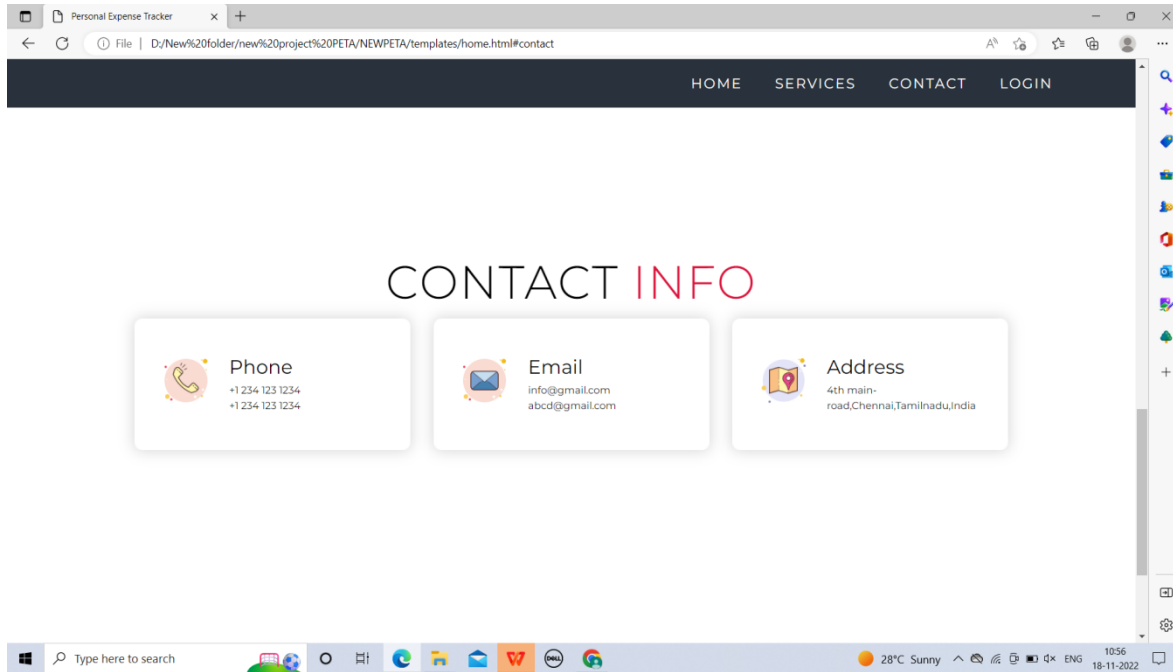 Personal Expense Tracker
File | D:/New%20folder/new%20project%20PETA/NEWPETA/templates/home.html#contact
HOME SERVICES CONTACT LOGIN
CONTACT INFO
Phone
+1 234 123 1234
+1 234 123 1234
Email
info@gmail.com
abcd@gmail.com
Address
4th main-
road,Chennai,Tamilnadu,India
Type here to search
DELL
28°C Sunny
ENG
10:56
18-11-2022